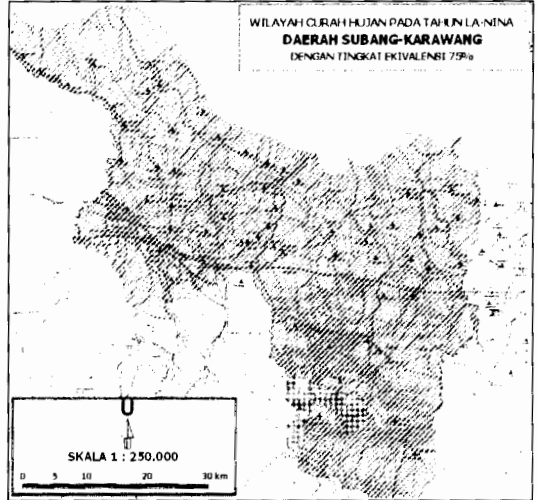 WILAYAH CURAH HUJAN PADA TAHUN LA-NINA
DAERAH SUBANG-KARAWANG
DENGAN TINGKAT EKIVALENSI 75%
U
SKALA 1 : 250.000
0 5 10 20 30 km